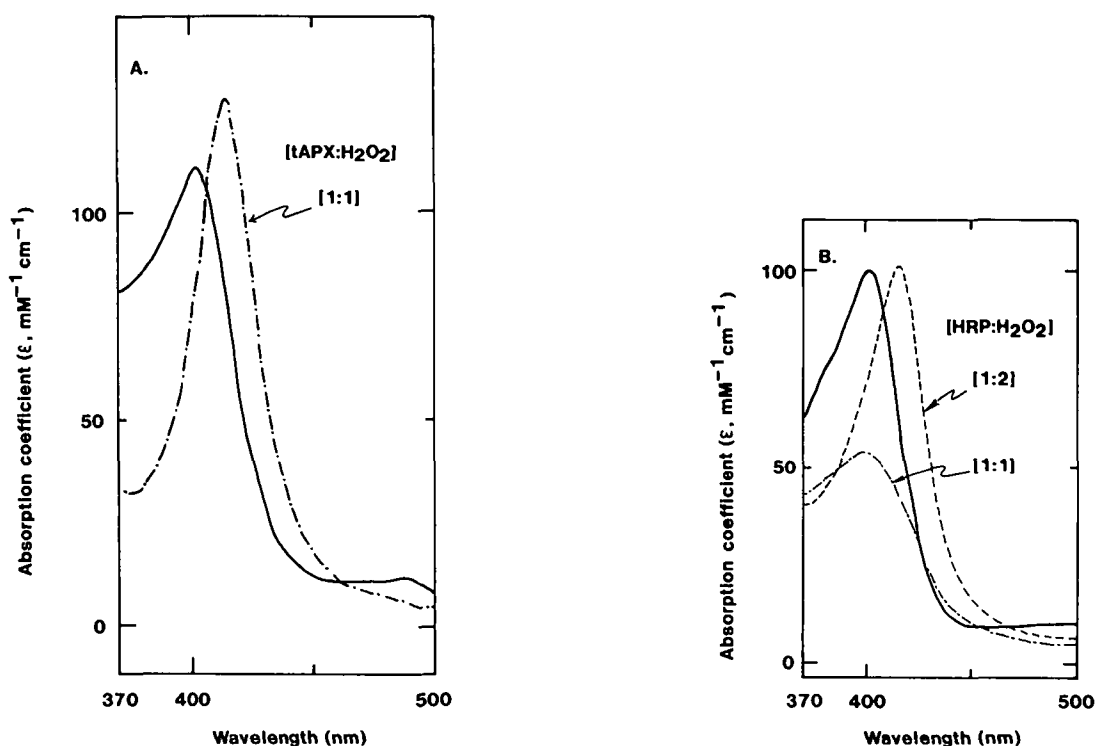 A.
[tAPX:H₂O₂]
[1:1]
100
50
0
370
400
500
Absorption coefficient (ε, mM⁻¹ cm⁻¹)
Wavelength (nm)
B.
[HRP:H₂O₂]
[1:2]
[1:1]
100
50
0
370
400
500
Absorption coefficient (ε, mM⁻¹ cm⁻¹)
Wavelength (nm)